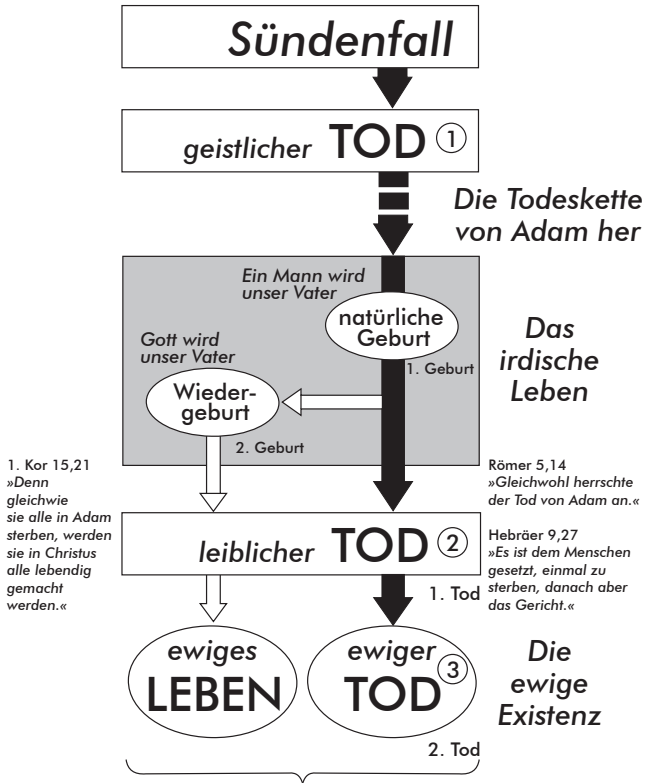 Sündenfall
geistlicher TOD 1
Die Todeskette
von Adam her
Ein Mann wird
unser Vater
natürliche
Geburt
1. Geburt
Gott wird
unser Vater
Wieder-
geburt
2. Geburt
Das
irdische
Leben
1. Kor 15,21
»Denn
gleichwie
sie alle in Adam
sterben, werden
sie in Christus
alle lebendig
gemacht
werden.«
Römer 5,14
»Gleichwohl herrschte
der Tod von Adam an.«
Hebräer 9,27
»Es ist dem Menschen
gesetzt, einmal zu
sterben, danach aber
das Gericht.«
leiblicher TOD 2
1. Tod
ewiges
LEBEN
ewiger
TOD 3
2. Tod
Die
ewige
Existenz